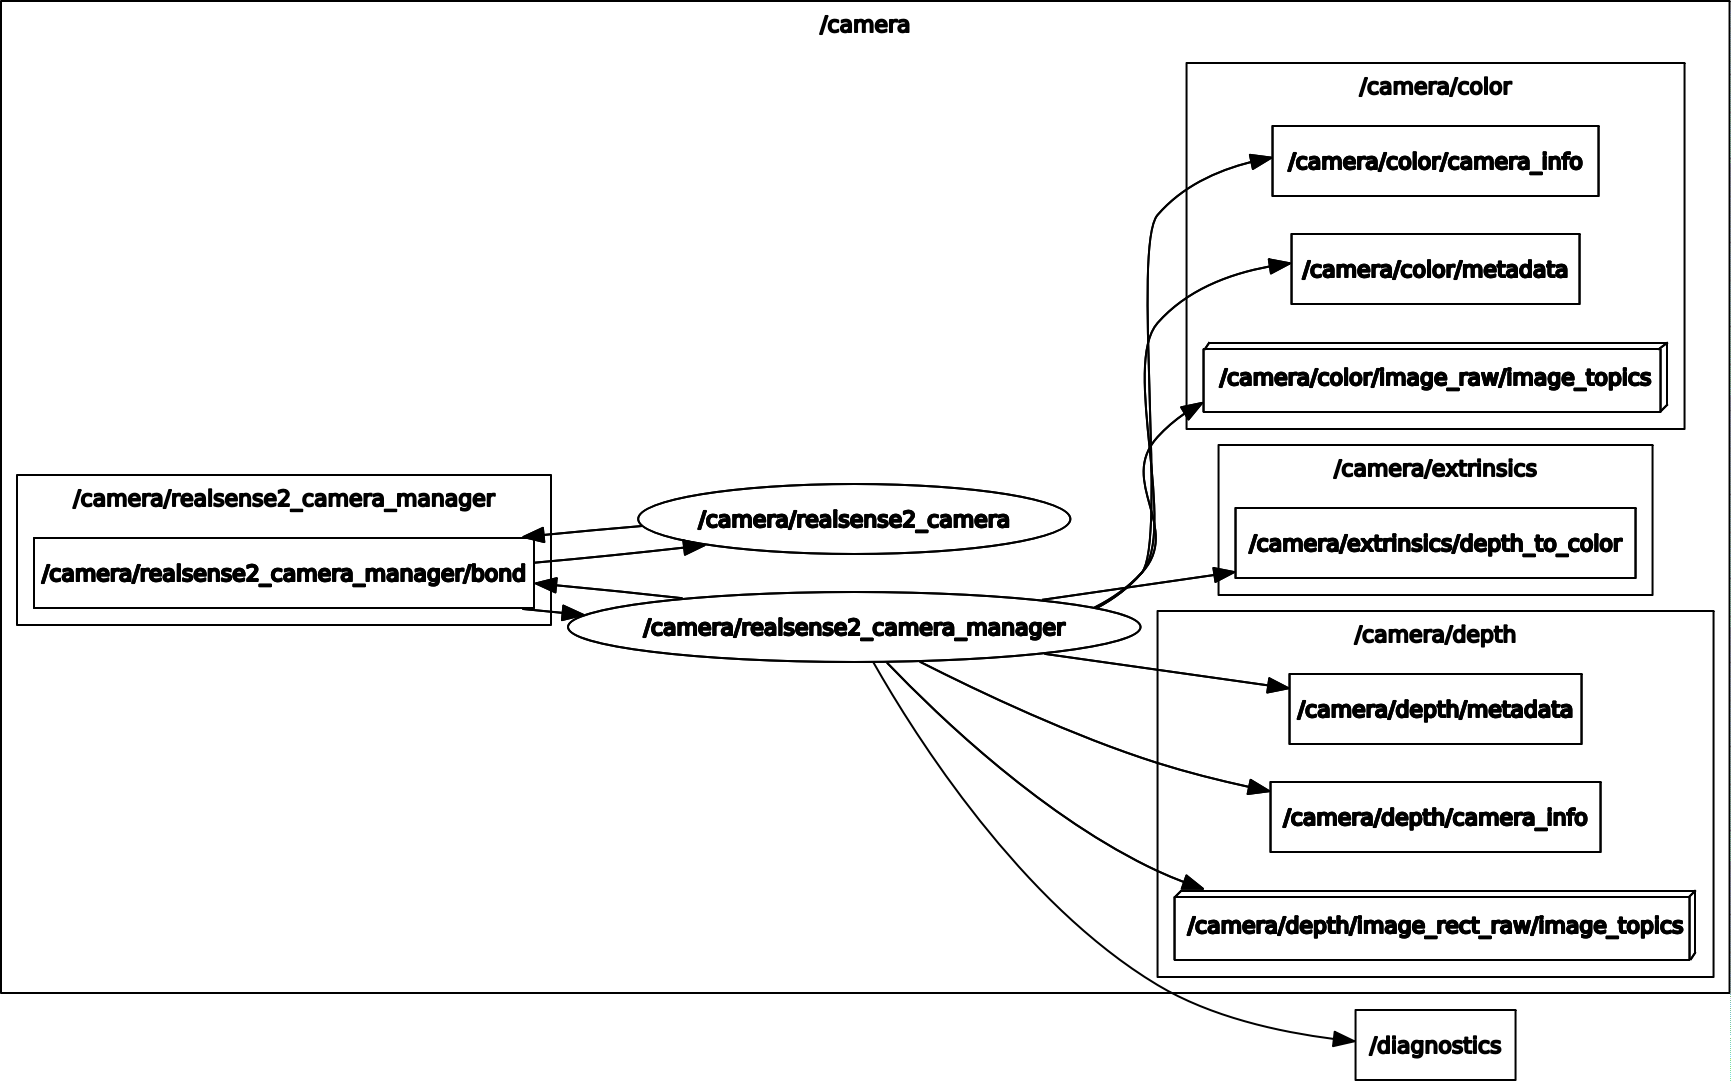 /camera
/camera/color
/camera/color/camera_info
/camera/color/metadata
/camera/color/image_raw/image_topics
/camera/extrinsics
/camera/extrinsics/depth_to_color
/camera/realsense2_camera_manager
/camera/realsense2_camera_manager/bond
/camera/realsense2_camera
/camera/realsense2_camera_manager
/camera/depth
/camera/depth/metadata
/camera/depth/camera_info
/camera/depth/image_rect_raw/image_topics
/diagnostics